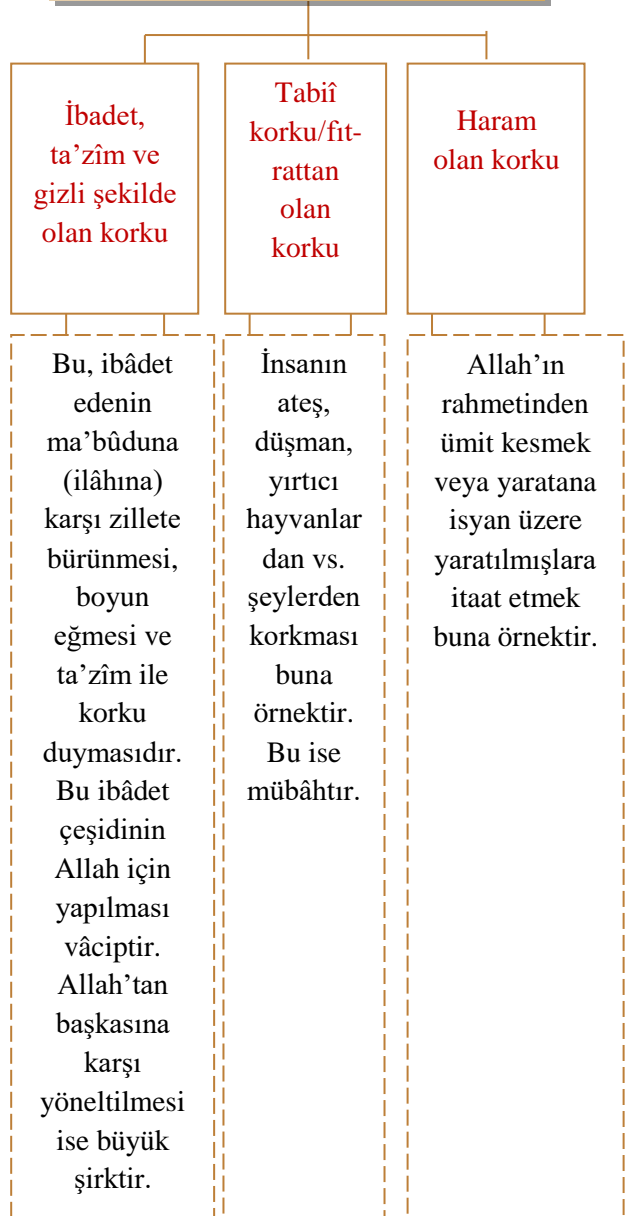 İbadet,
ta’zîm ve
gizli şekilde
olan korku
Tabiî
korku/fıt-
rattan
olan
korku
Haram
olan korku
Bu, ibâdet
edenin
ma’bûduna
(ilâhına)
karşı zillete
bürünmesi,
boyun
eğmesi ve
ta’zîm ile
korku
duymasıdır.
Bu ibâdet
çeşidinin
Allah için
yapılması
vâciptir.
Allah’tan
başkasına
karşı
yöneltilmesi
ise büyük
şirktir.
İnsanın
ateş,
düşman,
yırtıcı
hayvanlar
dan vs.
şeylerden
korkması
buna
örnektir.
Bu ise
mübâhtır.
Allah’ın
rahmetinden
ümit kesmek
veya yaratana
isyan üzere
yaratılmışlara
itaat etmek
buna örnektir.